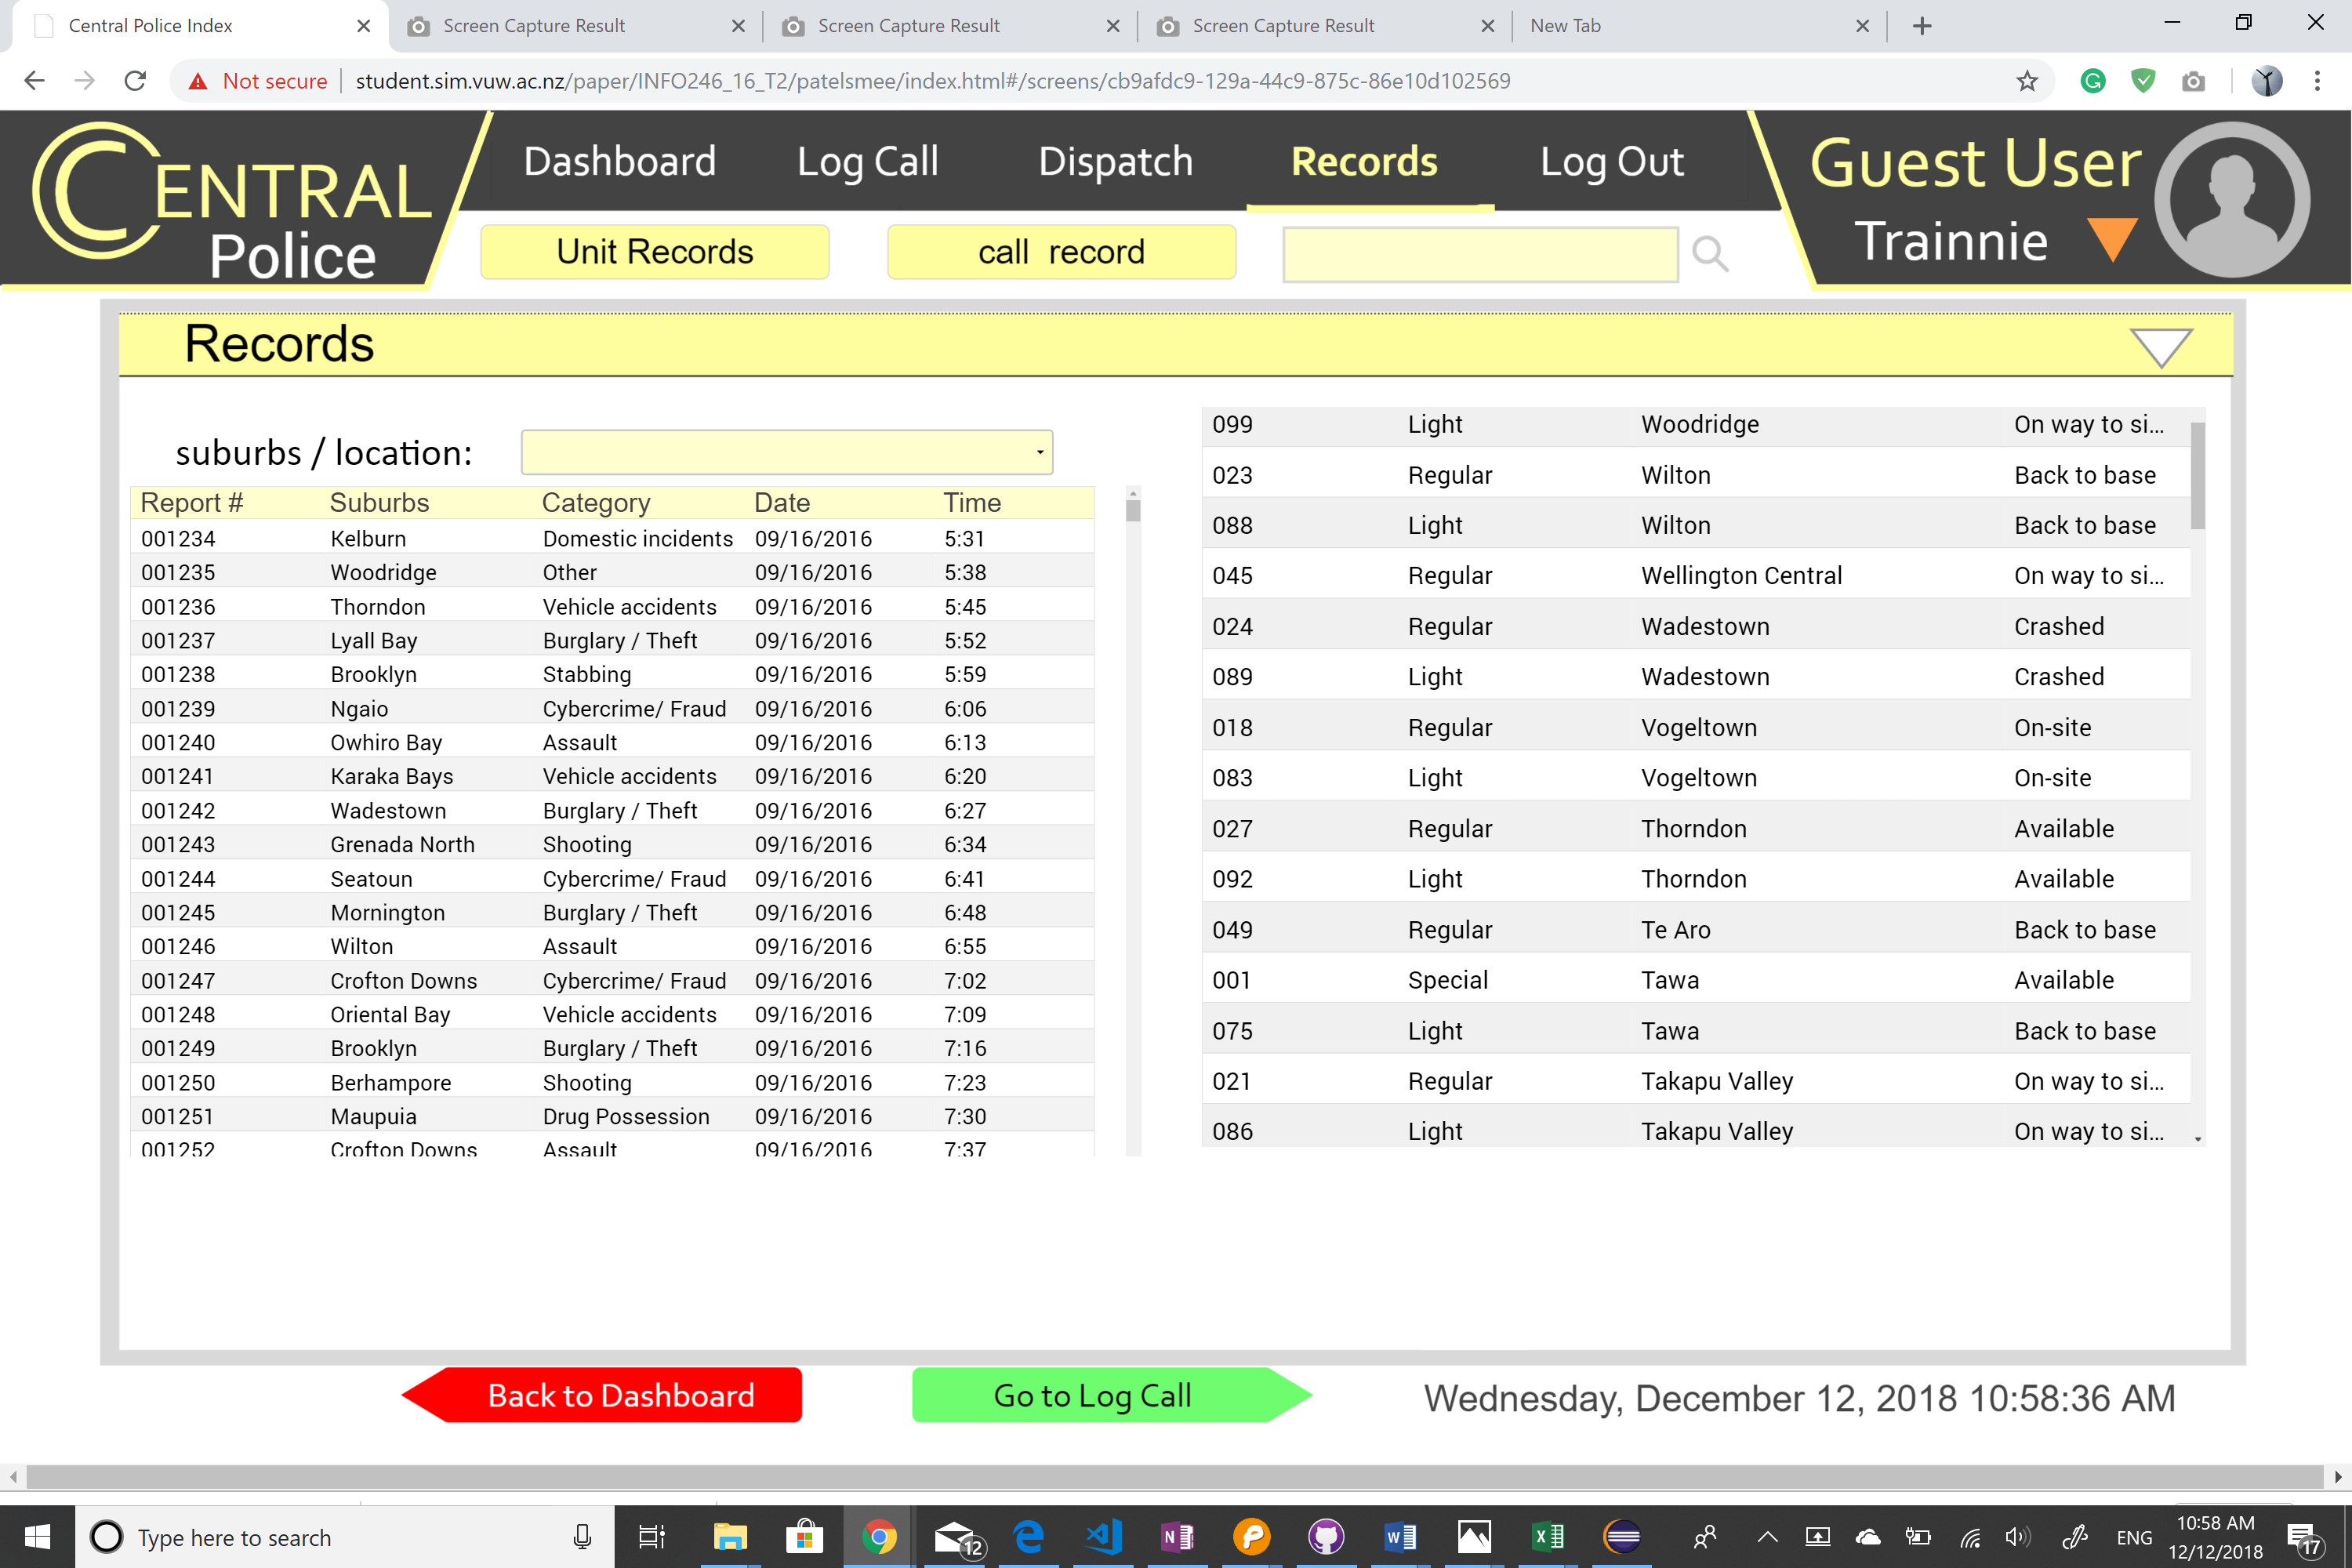 Central Police Index
Screen Capture Result
Screen Capture Result
Screen Capture Result
New Tab
Not secure student.sim.vuw.ac.nz/paper/INFO246_16_T2/patelsmee/index.html#/screens/cb9afdc9-129a-44c9-875c-86e10d102569
CENTRAL
Police
Dashboard Log Call Dispatch Records Log Out
Guest User
Trainnie
Unit Records call record
Records
suburbs / location:
Report # Suburbs Category Date Time
001234 Kelburn Domestic incidents 09/16/2016 5:31
001235 Woodridge Other 09/16/2016 5:38
001236 Thorndon Vehicle accidents 09/16/2016 5:45
001237 Lyall Bay Burglary / Theft 09/16/2016 5:52
001238 Brooklyn Stabbing 09/16/2016 5:59
001239 Ngaio Cybercrime/ Fraud 09/16/2016 6:06
001240 Owhiro Bay Assault 09/16/2016 6:13
001241 Karaka Bays Vehicle accidents 09/16/2016 6:20
001242 Wadestown Burglary / Theft 09/16/2016 6:27
001243 Grenada North Shooting 09/16/2016 6:34
001244 Seatoun Cybercrime/ Fraud 09/16/2016 6:41
001245 Mornington Burglary / Theft 09/16/2016 6:48
001246 Wilton Assault 09/16/2016 6:55
001247 Crofton Downs Cybercrime/ Fraud 09/16/2016 7:02
001248 Oriental Bay Vehicle accidents 09/16/2016 7:09
001249 Brooklyn Burglary / Theft 09/16/2016 7:16
001250 Berhampore Shooting 09/16/2016 7:23
001251 Maupuia Drug Possession 09/16/2016 7:30
001252 Crofton Downs Assault 09/16/2016 7:37
099 Light Woodridge On way to si...
023 Regular Wilton Back to base
088 Light Wilton Back to base
045 Regular Wellington Central On way to si...
024 Regular Wadestown Crashed
089 Light Wadestown Crashed
018 Regular Vogeltown On-site
083 Light Vogeltown On-site
027 Regular Thorndon Available
092 Light Thorndon Available
049 Regular Te Aro Back to base
001 Special Tawa Available
075 Light Tawa Back to base
021 Regular Takapu Valley On way to si...
086 Light Takapu Valley On way to si...
Back to Dashboard
Go to Log Call
Wednesday, December 12, 2018 10:58:36 AM
Type here to search
12
ENG
10:58 AM
12/12/2018
17